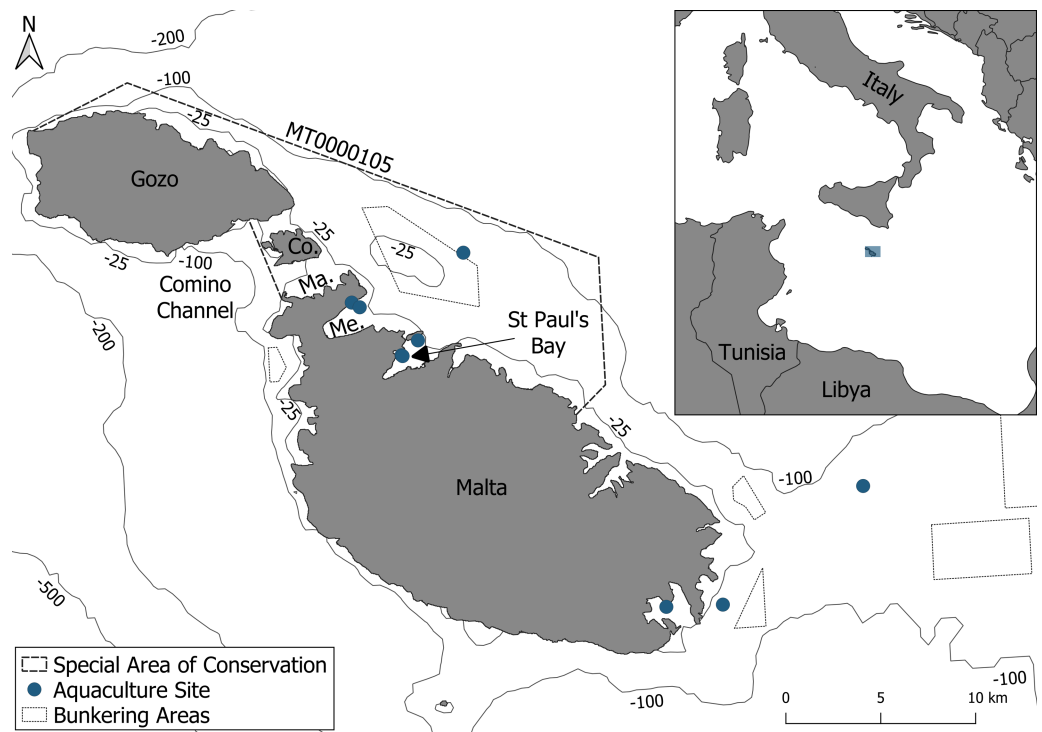 N
-200
-100
-25
MT0000105
Gozo
-25
Co.
-25
-25
-100
Comino
Channel
Ma.
Me.
St Paul's
Bay
-200
-25
-25
Malta
-100
-500
-100
-100
Italy
Tunisia
Libya
Special Area of Conservation
Aquaculture Site
Bunkering Areas
0 5 10 km